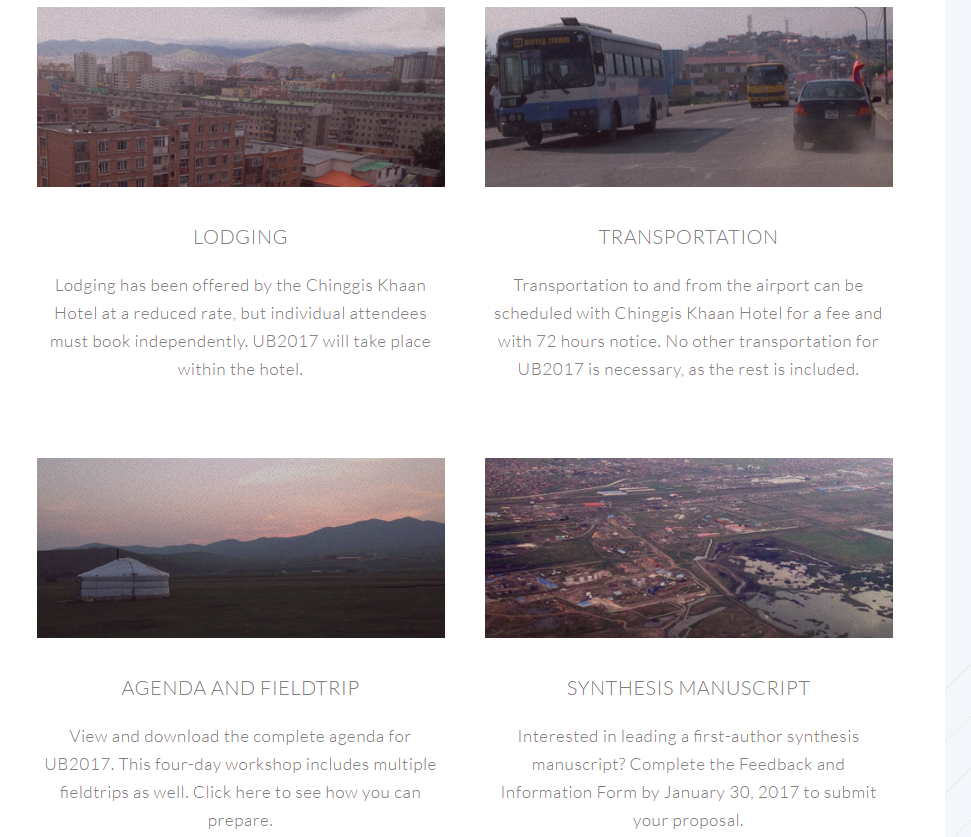 LODGING
Lodging has been offered by the Chinggis Khaan
Hotel at a reduced rate, but individual attendees
must book independently. UB2017 will take place
within the hotel.
TRANSPORTATION
Transportation to and from the airport can be
scheduled with Chinggis Khaan Hotel for a fee and
with 72 hours notice. No other transportation for
UB2017 is necessary, as the rest is included.
AGENDA AND FIELDTRIP
View and download the complete agenda for
UB2017. This four-day workshop includes multiple
fieldtrips as well. Click here to see how you can
prepare.
SYNTHESIS MANUSCRIPT
Interested in leading a first-author synthesis
manuscript? Complete the Feedback and
Information Form by January 30, 2017 to submit
your proposal.